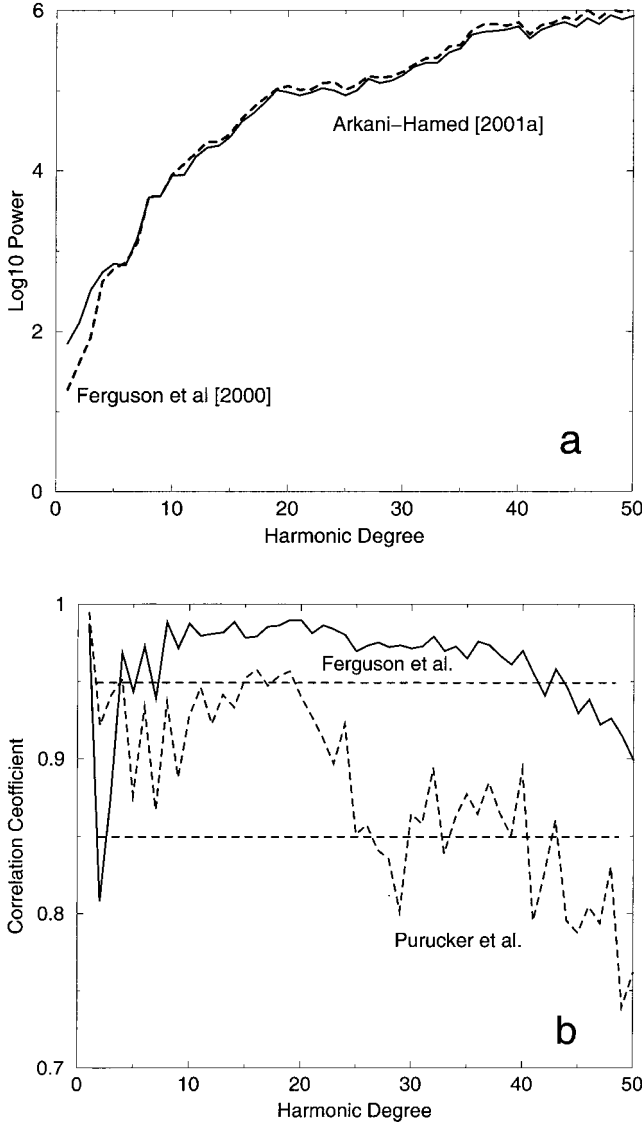 6
Arkani–Hamed [2001a]
4
Log10 Power
2
Ferguson et al [2000]
a
0
0 10 20 30 40 50
Harmonic Degree
1
Ferguson et al.
0.9
Correlation Ceofficient
0.8
Purucker et al.
b
0.7
0 10 20 30 40 50
Harmonic Degree